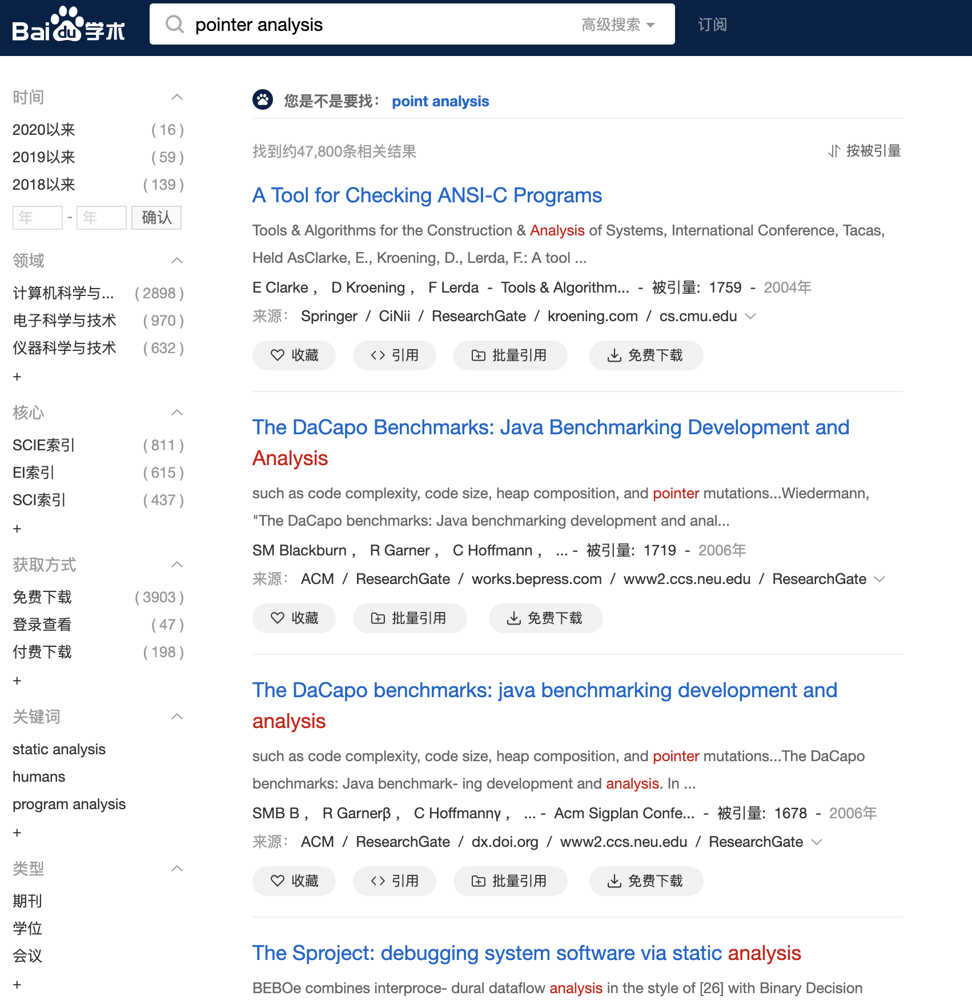 Bai du 学术
pointer analysis
高级搜索
订阅
时间
2020以来 ( 16 )
2019以来 ( 59 )
2018以来 ( 139 )
年 - 年 确认
领域
计算机科学与... ( 2898 )
电子科学与技术 ( 970 )
仪器科学与技术 ( 632 )
+
核心
SCIE索引 ( 811 )
EI索引 ( 615 )
SCI索引 ( 437 )
+
获取方式
免费下载 ( 3903 )
登录查看 ( 47 )
付费下载 ( 198 )
+
关键词
static analysis
humans
program analysis
+
类型
期刊
学位
会议
+
您是不是要找： point analysis
找到约47,800条相关结果
按被引量
A Tool for Checking ANSI-C Programs
Tools & Algorithms for the Construction & Analysis of Systems, International Conference, Tacas,
Held AsClarke, E., Kroening, D., Lerda, F.: A tool ...
E Clarke ， D Kroening ， F Lerda - Tools & Algorithm... - 被引量: 1759 - 2004年
来源： Springer / CiNii / ResearchGate / kroening.com / cs.cmu.edu
收藏 <> 引用 批量引用 免费下载
The DaCapo Benchmarks: Java Benchmarking Development and
Analysis
such as code complexity, code size, heap composition, and pointer mutations...Wiedermann,
"The DaCapo benchmarks: Java benchmarking development and anal...
SM Blackburn ， R Garner ， C Hoffmann ， ... - 被引量: 1719 - 2006年
来源： ACM / ResearchGate / works.bepress.com / www2.ccs.neu.edu / ResearchGate
收藏 批量引用 免费下载
The DaCapo benchmarks: java benchmarking development and
analysis
such as code complexity, code size, heap composition, and pointer mutations...The DaCapo
benchmarks: Java benchmark- ing development and analysis. In ...
SMB B ， R Garnerβ ， C Hoffmannγ ， ... - Acm Sigplan Confe... - 被引量: 1678 - 2006年
来源： ACM / ResearchGate / dx.doi.org / www2.ccs.neu.edu / ResearchGate
收藏 <> 引用 批量引用 免费下载
The Sproject: debugging system software via static analysis
BEBOe combines interproce- dural dataflow analysis in the style of [26] with Binary Decision